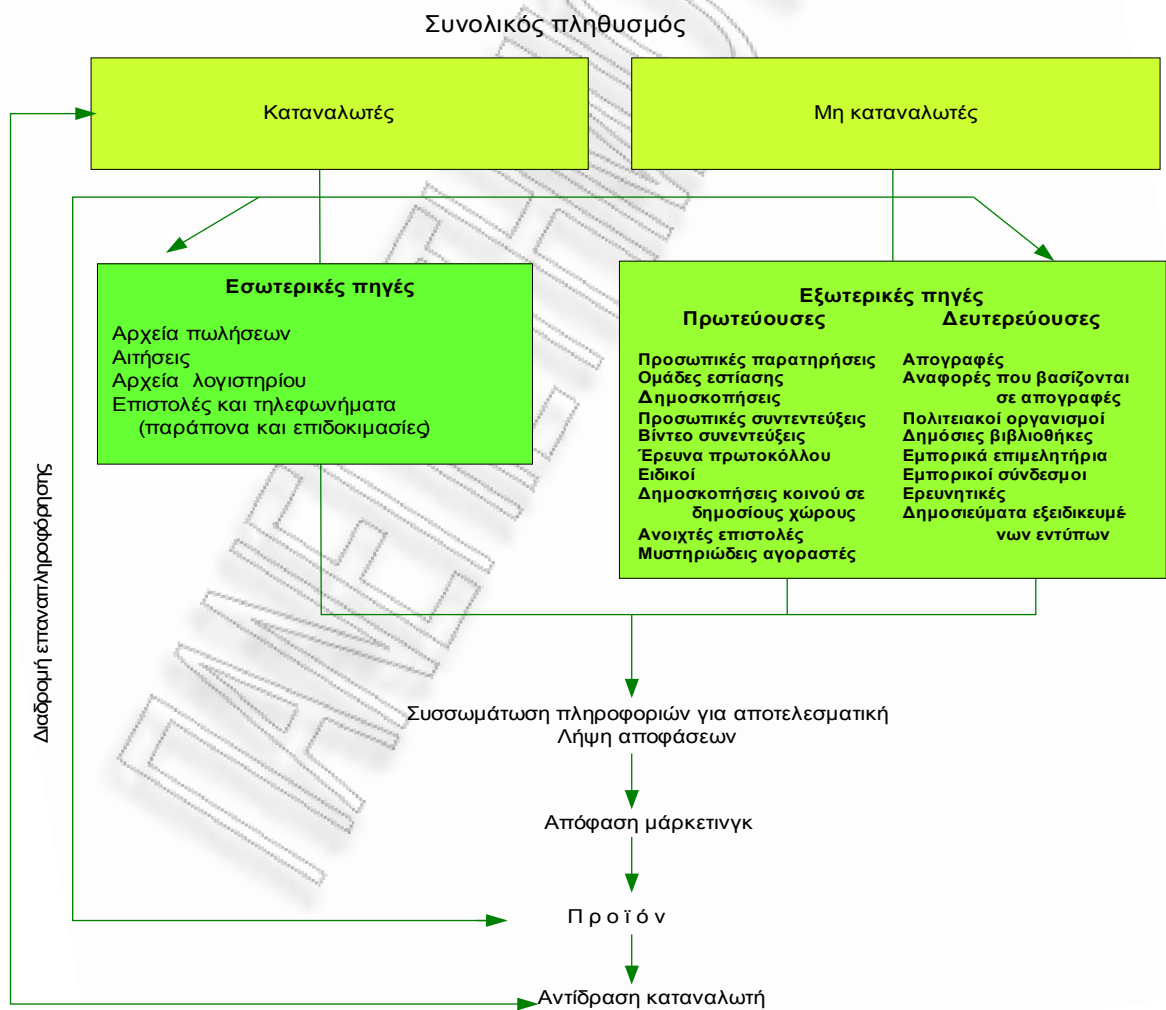 Συνολικός πληθυσμός
Καταναλωτές
Μη καταναλωτές
Εσωτερικές πηγές
Αρχεία πωλήσεων
Αιτήσεις
Αρχεία λογιστηρίου
Επιστολές και τηλεφωνήματα
(παράπονα και επιδοκιμασίες)
Εξωτερικές πηγές
Πρωτεύουσες
Προσωπικές παρατηρήσεις
Ομάδες εστίασης
Δημοσκοπήσεις
Προσωπικές συντεντεύξεις
Βίντεο συνεντεύξεις
Έρευνα πρωτοκόλλου
Ειδικοί
Δημοσκοπήσεις κοινού σε
δημοσίους χώρους
Ανοιχτές επιστολές
Μυστηριώδεις αγοραστές
Δευτερεύουσες
Απογραφές
Αναφορές που βασίζονται
σε απογραφές
Πολιτειακοί οργανισμοί
Δημόσιες βιβλιοθήκες
Εμπορικά επιμελητήρια
Εμπορικοί σύνδεσμοι
Ερευνητικές
Δημοσιεύματα εξειδικευμέ-
νων εντύπων
Διαδρομή επαναπληροφόρησης
Συσσωμάτωση πληροφοριών για αποτελεσματική
Λήψη αποφάσεων
Απόφαση μάρκετινγκ
Προϊόν
Αντίδραση καταναλωτή